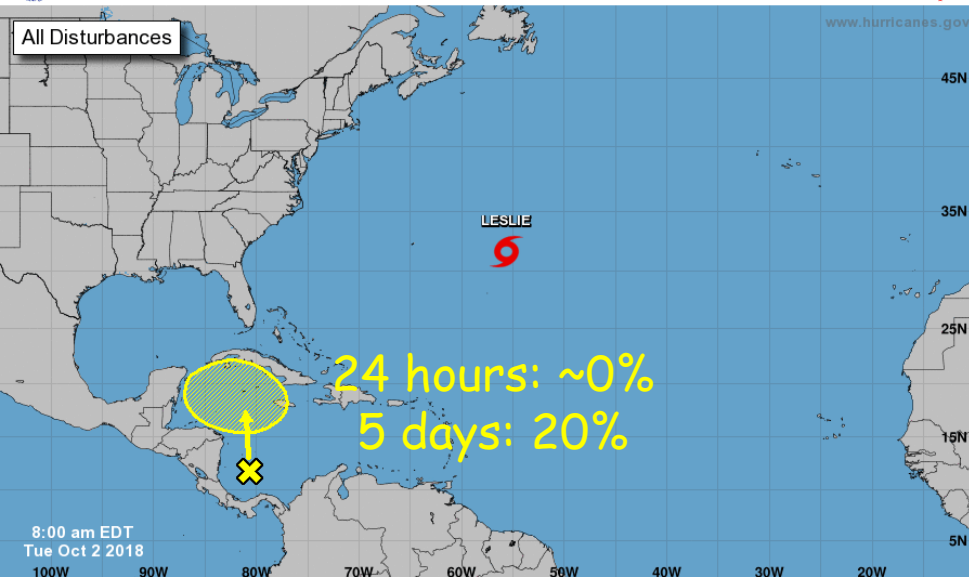 All Disturbances
www.hurricanes.gov
45N
LESLIE
35N
25N
24 hours: ~0%
5 days: 20%
15N
8:00 am EDT
Tue Oct 2 2018
5N
100W 90W 80W 70W 60W 50W 40W 30W 20W